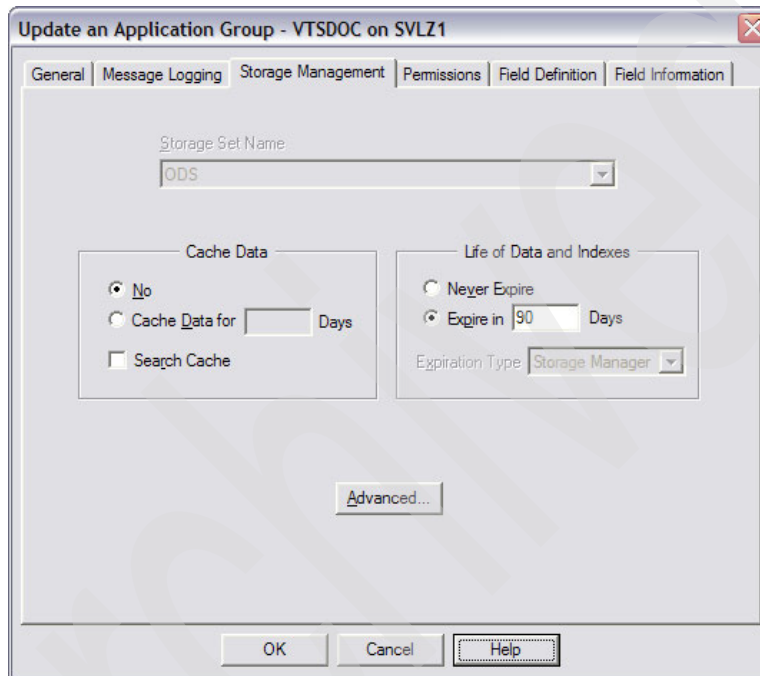 Update an Application Group - VTSDOC on SVLZ1
General Message Logging Storage Management Permissions Field Definition Field Information
Storage Set Name
ODS
Cache Data
No
Cache Data for Days
Search Cache
Life of Data and Indexes
Never Expire
Expire in 90 Days
Expiration Type Storage Manager
Advanced...
OK Cancel Help